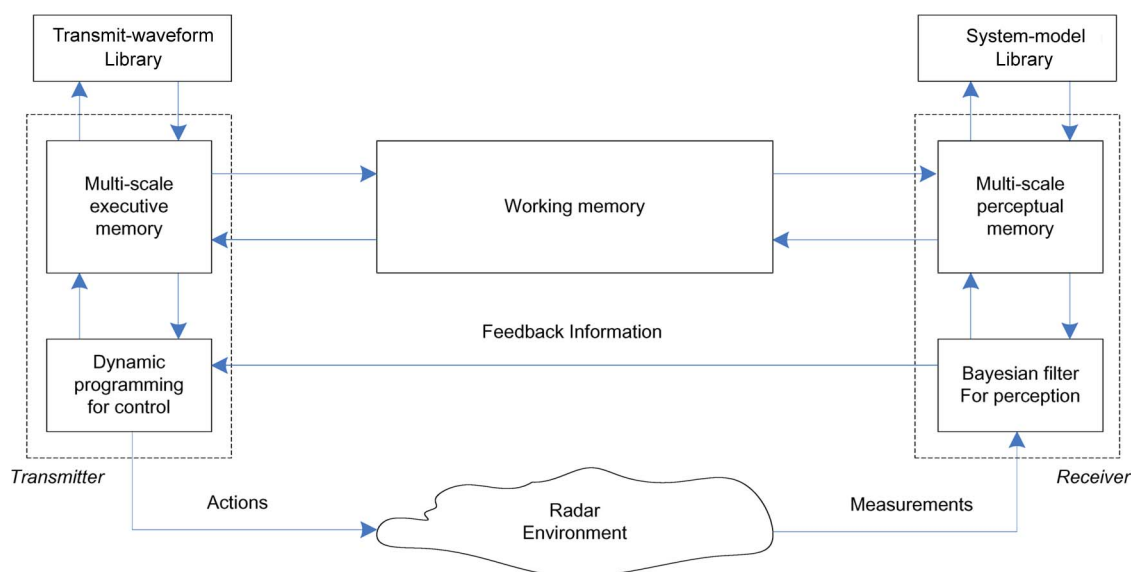 Transmit-waveform
Library
System-model
Library
Multi-scale
executive
memory
Working memory
Multi-scale
perceptual
memory
Feedback Information
Dynamic
programming
for control
Bayesian filter
For perception
Transmitter
Receiver
Actions
Radar
Environment
Measurements